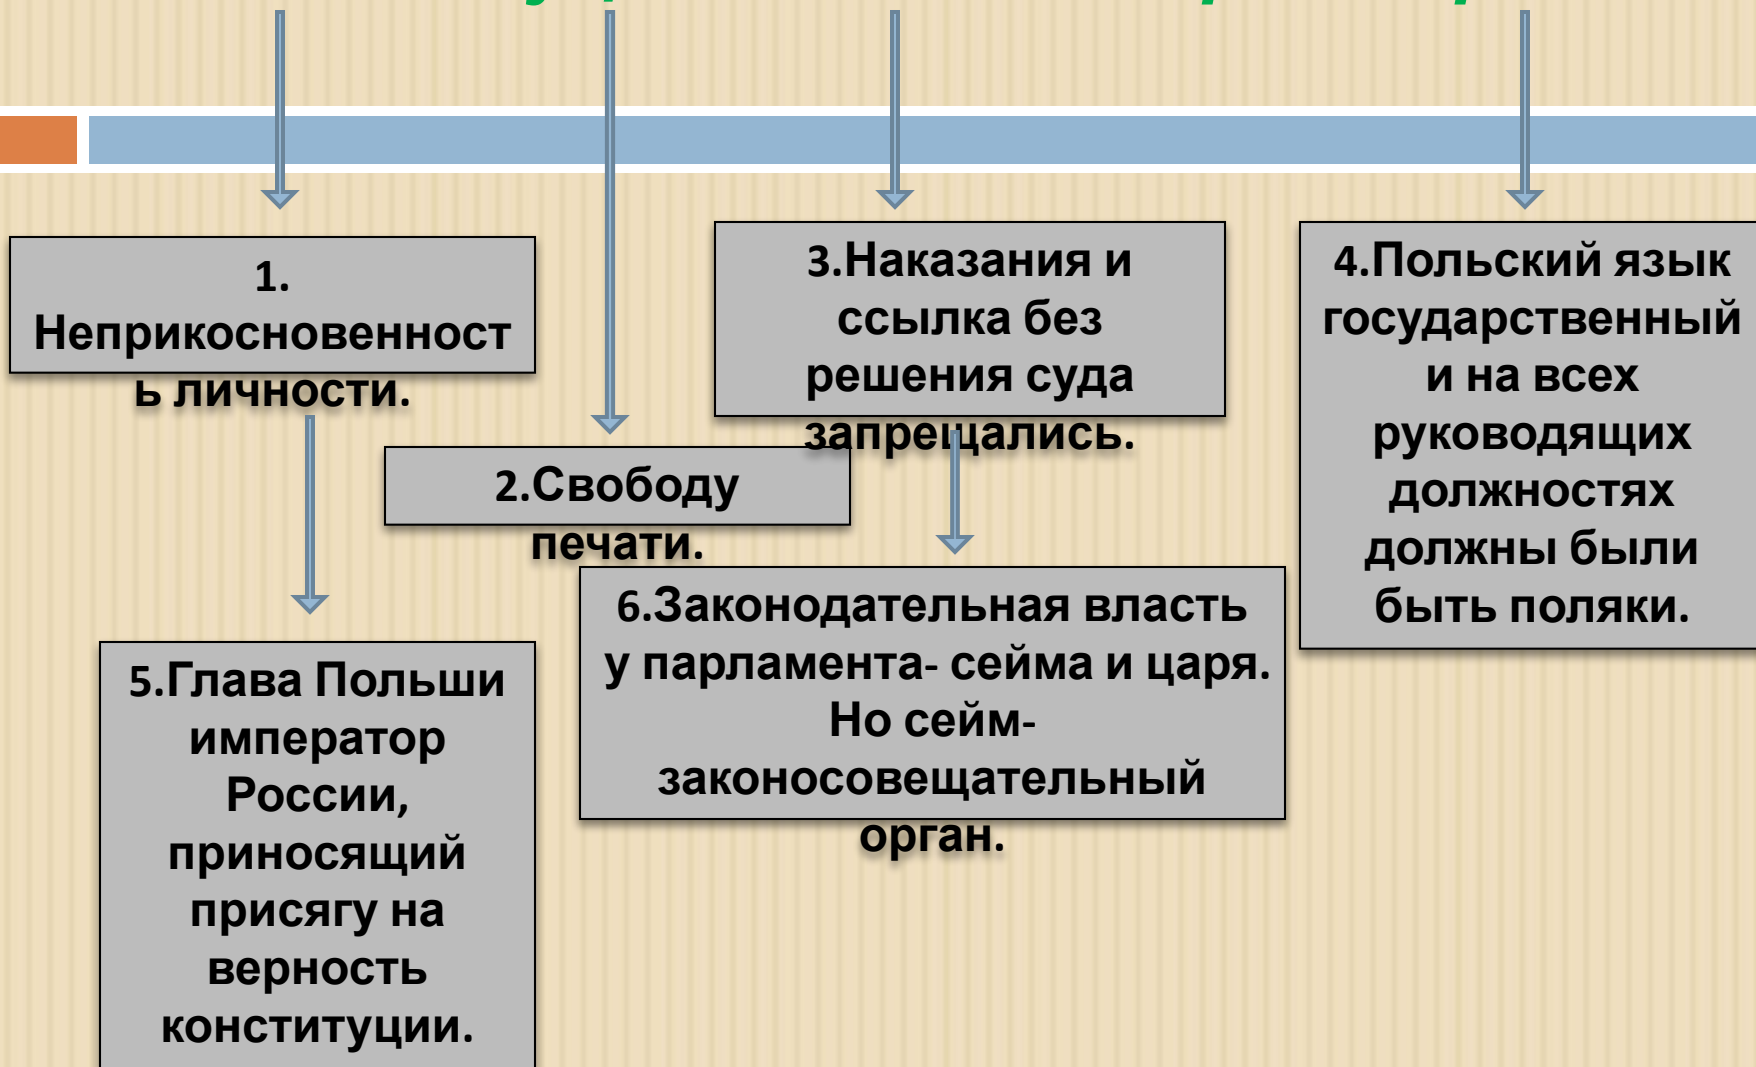 1.
Неприкосновенност
ь личности.
2.Свободу
печати.
3.Наказания и
ссылка без
решения суда
запрещались.
4.Польский язык
государственный
и на всех
руководящих
должностях
должны были
быть поляки.
5.Глава Польши
император
России,
приносящий
присягу на
верность
конституции.
6.Законодательная власть
у парламента- сейма и царя.
Но сейм-
законосовещательный
орган.